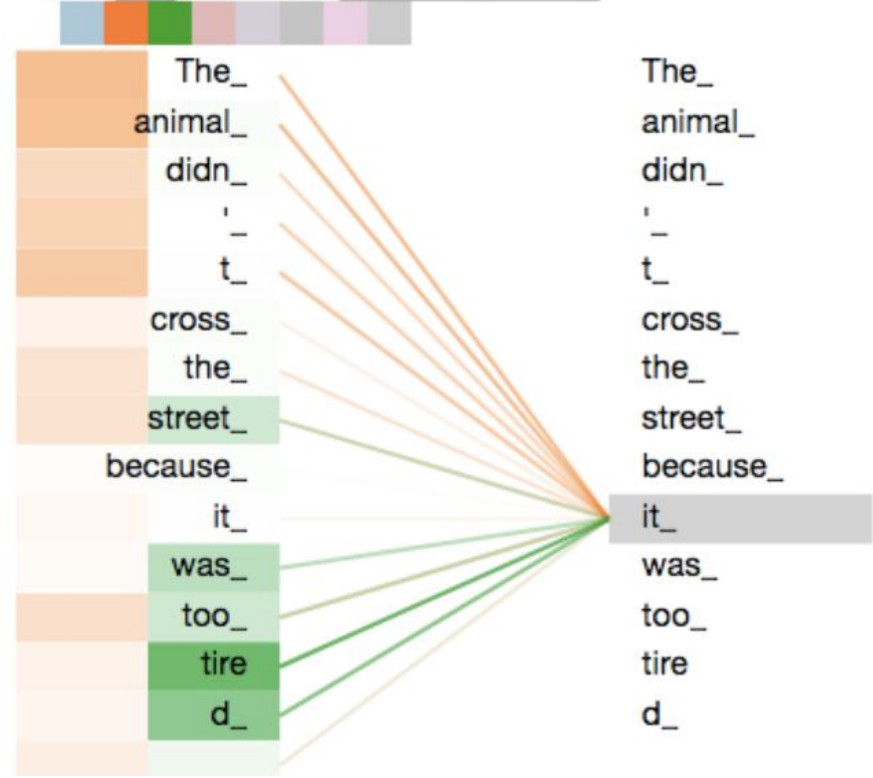 The_ The_
animal_ animal_
didn_ didn_
'_ '_
t_ t_
cross_ cross_
the_ the_
street_ street_
because_ because_
it_ it_
was_ was_
too_ too_
tire tire
d_ d_